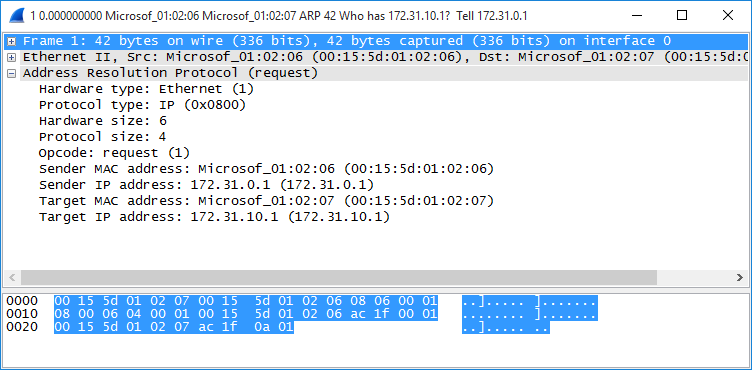 1 0.000000000 Microsof_01:02:06 Microsof_01:02:07 ARP 42 Who has 172.31.10.1? Tell 172.31.0.1
Frame 1: 42 bytes on wire (336 bits), 42 bytes captured (336 bits) on interface 0
Ethernet II, Src: Microsof_01:02:06 (00:15:5d:01:02:06), Dst: Microsof_01:02:07 (00:15:5d:0
Address Resolution Protocol (request)
Hardware type: Ethernet (1)
Protocol type: IP (0x0800)
Hardware size: 6
Protocol size: 4
Opcode: request (1)
Sender MAC address: Microsof_01:02:06 (00:15:5d:01:02:06)
Sender IP address: 172.31.0.1 (172.31.0.1)
Target MAC address: Microsof_01:02:07 (00:15:5d:01:02:07)
Target IP address: 172.31.10.1 (172.31.10.1)
0000 00 15 5d 01 02 07 00 15 5d 01 02 06 08 06 00 01 ..]..... ].......
0010 08 00 06 04 00 01 00 15 5d 01 02 06 ac 1f 00 01 ........ ].......
0020 00 15 5d 01 02 07 ac 1f 0a 01 ..]..... ..